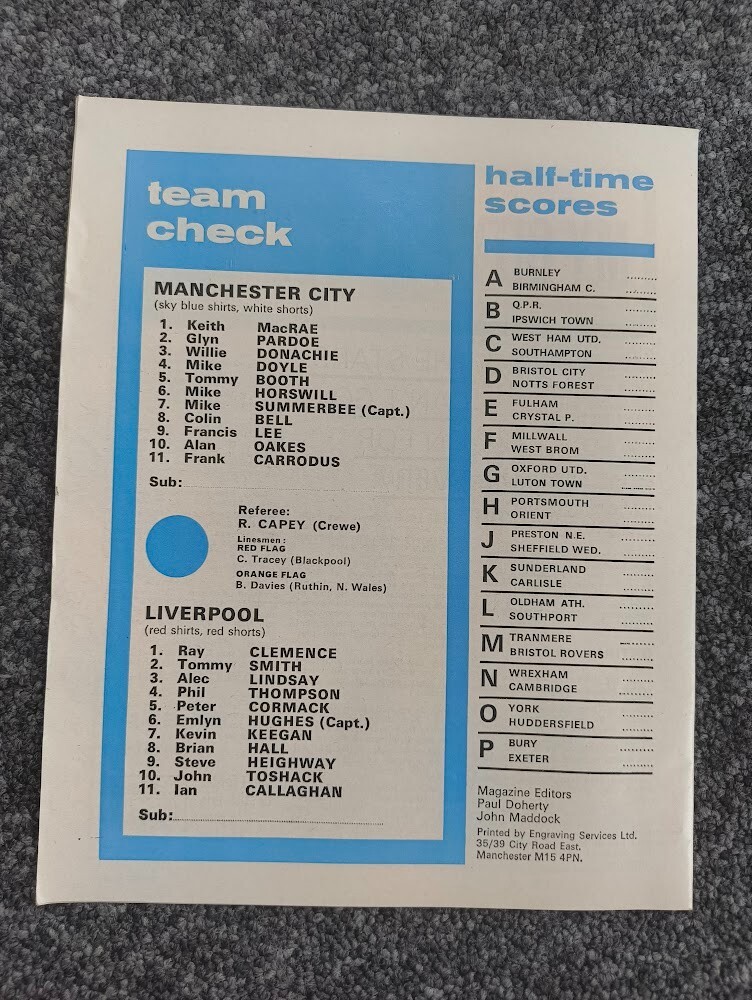 team
check
MANCHESTER CITY
(sky blue shirts, white shorts)
1. Keith MacRAE
2. Glyn PARDOE
3. Willie DONACHIE
4. Mike DOYLE
5. Tommy BOOTH
6. Mike HORSWILL
7. Mike SUMMERBEE (Capt.)
8. Colin BELL
9. Francis LEE
10. Alan OAKES
11. Frank CARRODUS
Sub:
Referee:
R. CAPEY (Crewe)
Linesmen:
RED FLAG
C. Tracey (Blackpool)
ORANGE FLAG
B. Davies (Ruthin, N. Wales)
LIVERPOOL
(red shirts, red shorts)
1. Ray CLEMENCE
2. Tommy SMITH
3. Alec LINDSAY
4. Phil THOMPSON
5. Peter CORMACK
6. Emlyn HUGHES (Capt.)
7. Kevin KEEGAN
8. Brian HALL
9. Steve HEIGHWAY
10. John TOSHACK
11. Ian CALLAGHAN
Sub:
half-time
scores
A BURNLEY
BIRMINGHAM C.
B Q.P.R.
IPSWICH TOWN
C WEST HAM UTD.
SOUTHAMPTON
D BRISTOL CITY
NOTTS FOREST
E FULHAM
CRYSTAL P.
F MILLWALL
WEST BROM
G OXFORD UTD.
LUTON TOWN
H PORTSMOUTH
ORIENT
J PRESTON N.E.
SHEFFIELD WED.
K SUNDERLAND
CARLISLE
L OLDHAM ATH.
SOUTHPORT
M TRANMERE
BRISTOL ROVERS
N WREXHAM
CAMBRIDGE
O YORK
HUDDERSFIELD
P BURY
EXETER
Magazine Editors
Paul Doherty
John Maddock
Printed by Engraving Services Ltd.
35/39 City Road East.
Manchester M15 4PN.